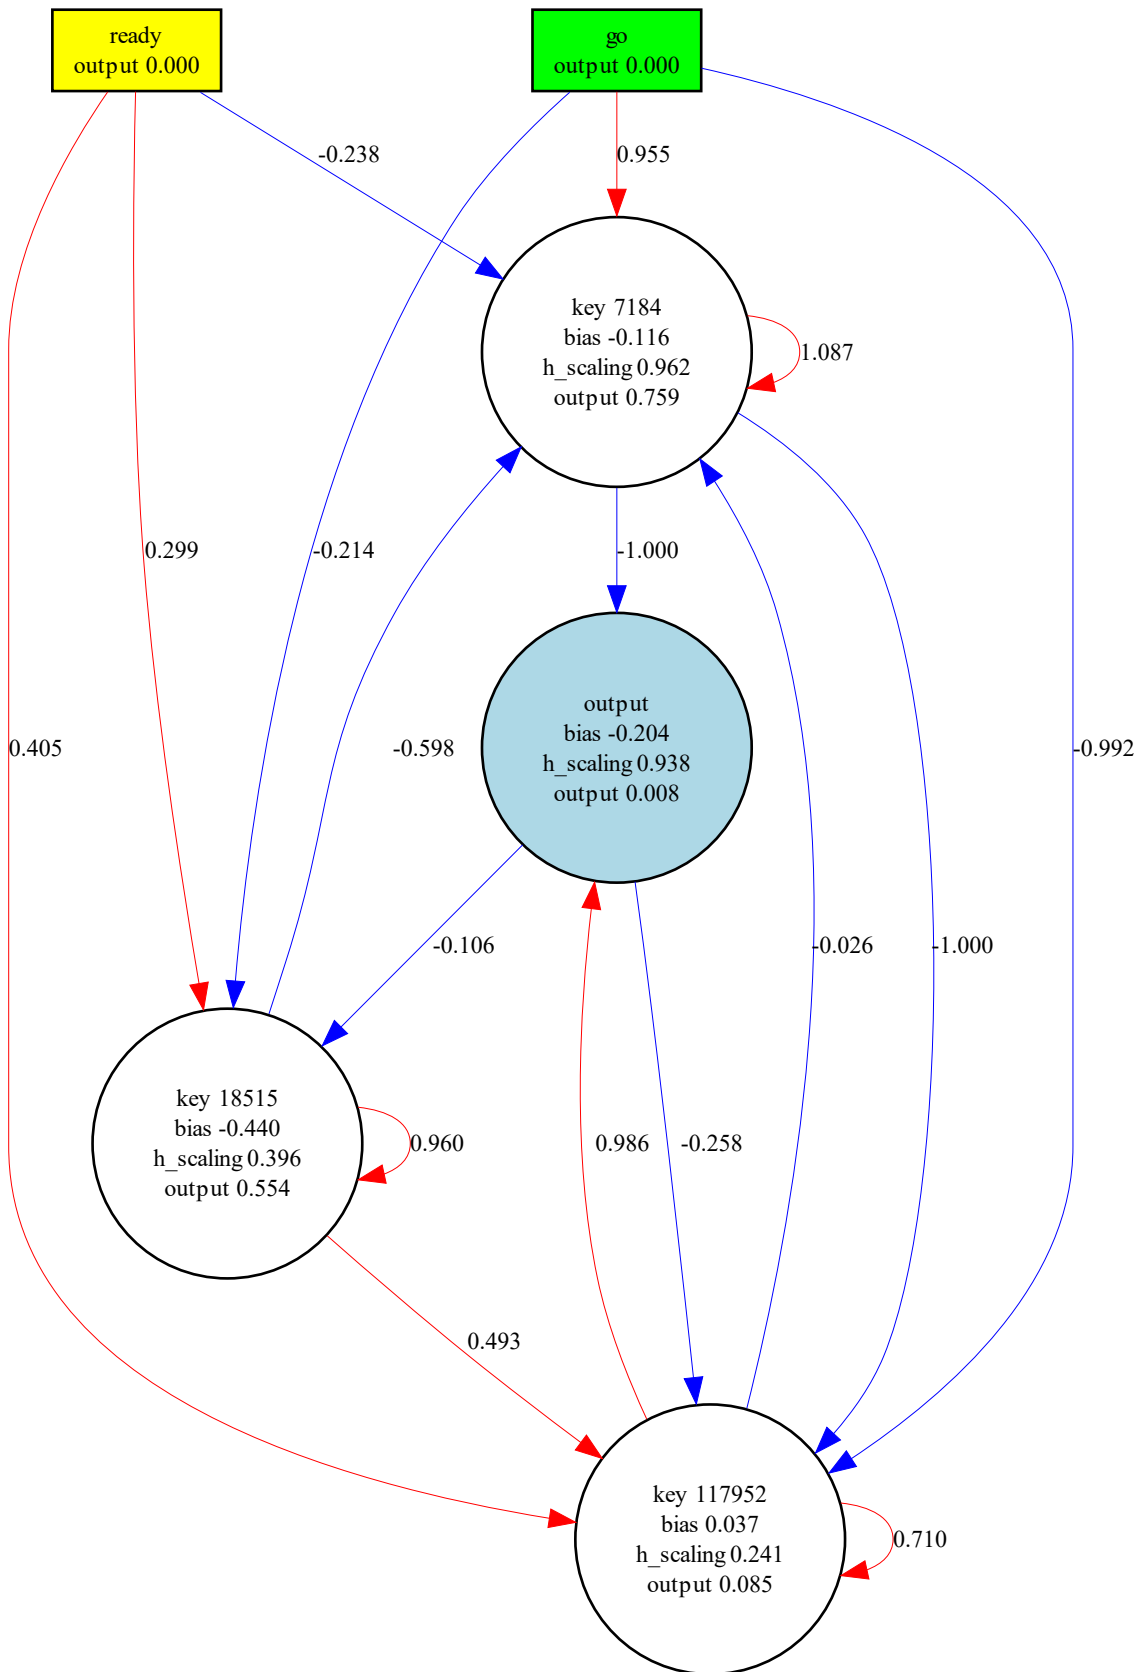 ready
output 0.000
go
output 0.000
-0.238
0.955
key 7184
bias -0.116
h_scaling 0.962
output 0.759
1.087
0.299
-0.214
-1.000
output
bias -0.204
h_scaling 0.938
output 0.008
0.405
-0.598
-0.992
-0.106
-0.026
-1.000
key 18515
bias -0.440
h_scaling 0.396
output 0.554
0.960
0.986
-0.258
0.493
key 117952
bias 0.037
h_scaling 0.241
output 0.085
0.710